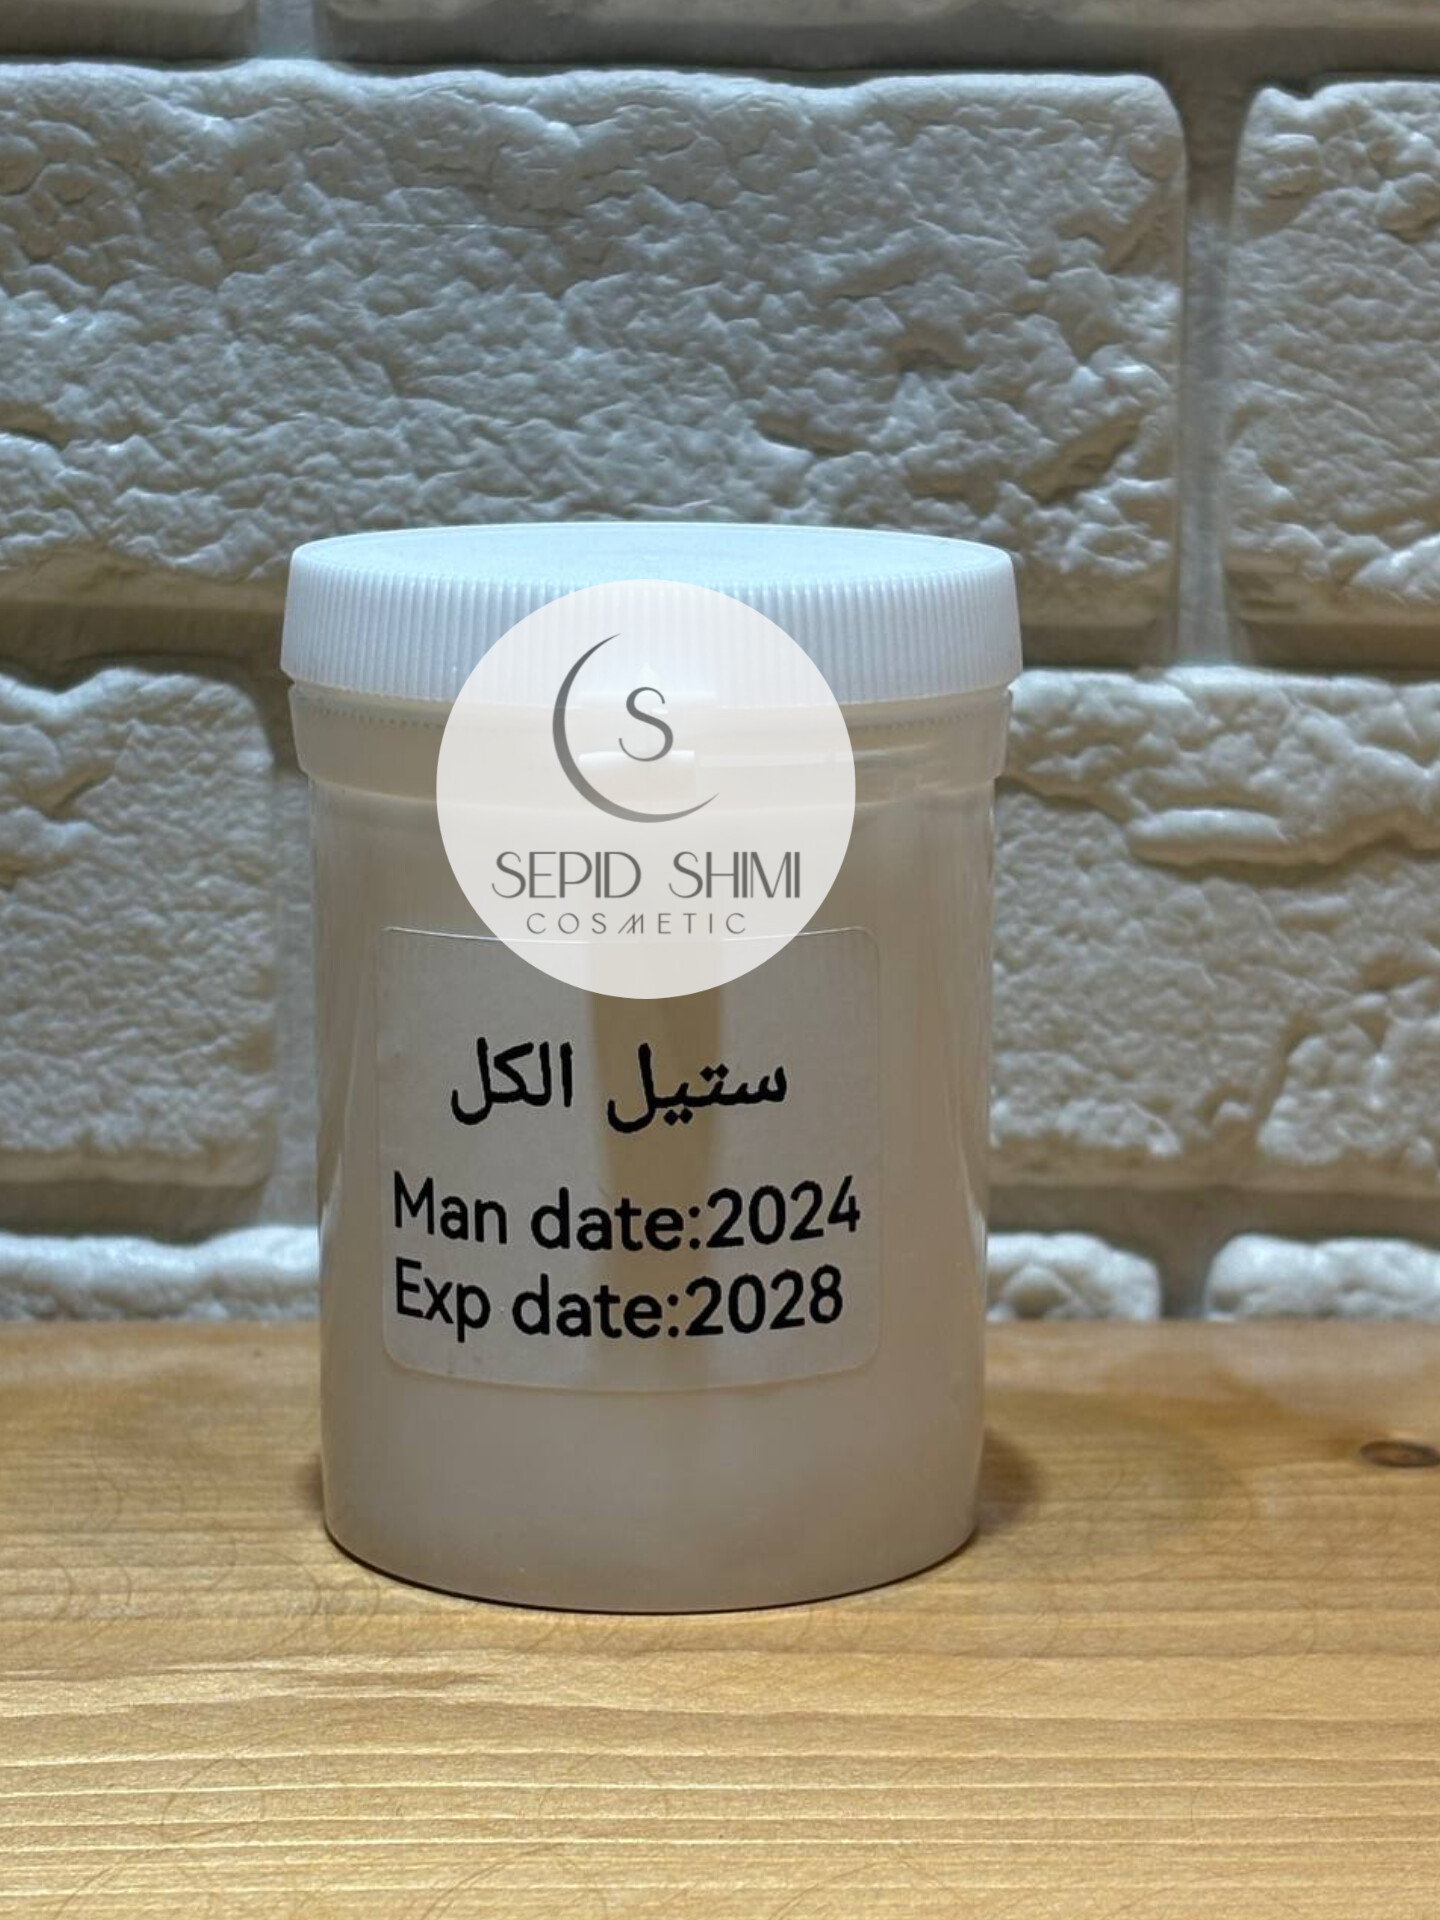 S
SEPID SHIMI
COSMETIC
ستیل الکل
Man date:2024
Exp date:2028